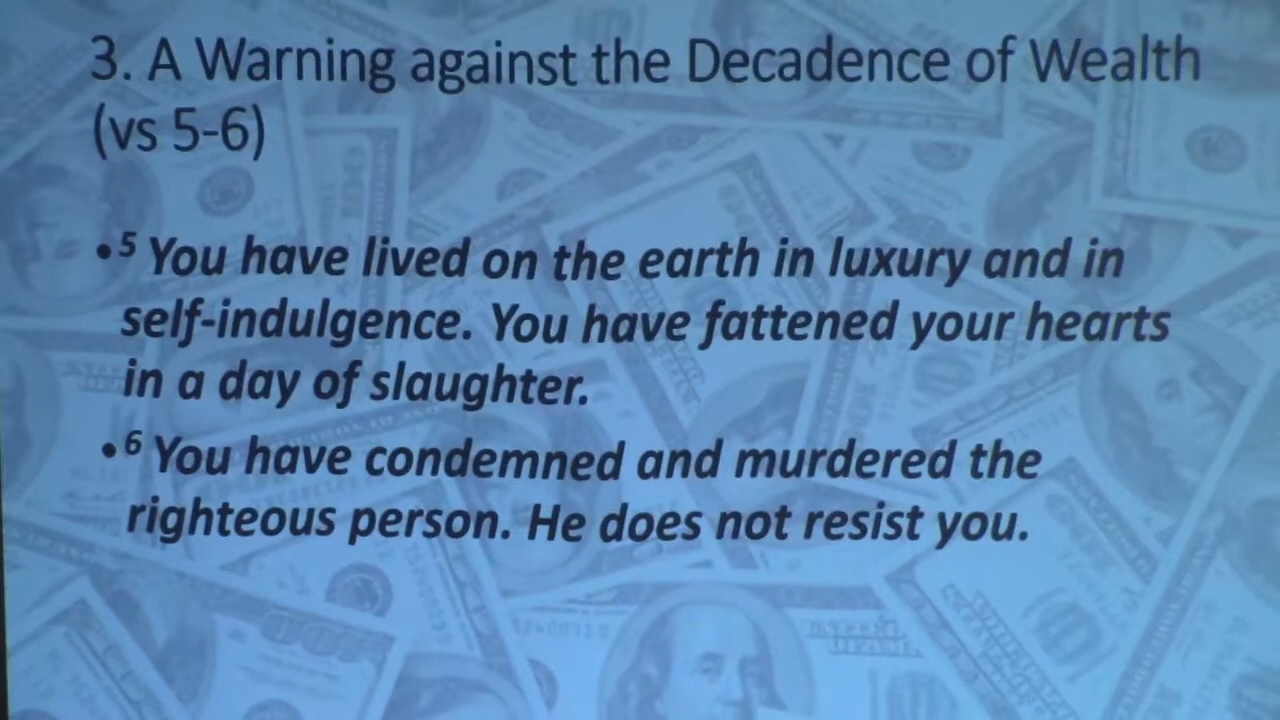 3. A Warning against the Decadence of Wealth
(vs 5-6)
•⁵ You have lived on the earth in luxury and in
self-indulgence. You have fattened your hearts
in a day of slaughter.
•⁶ You have condemned and murdered the
righteous person. He does not resist you.